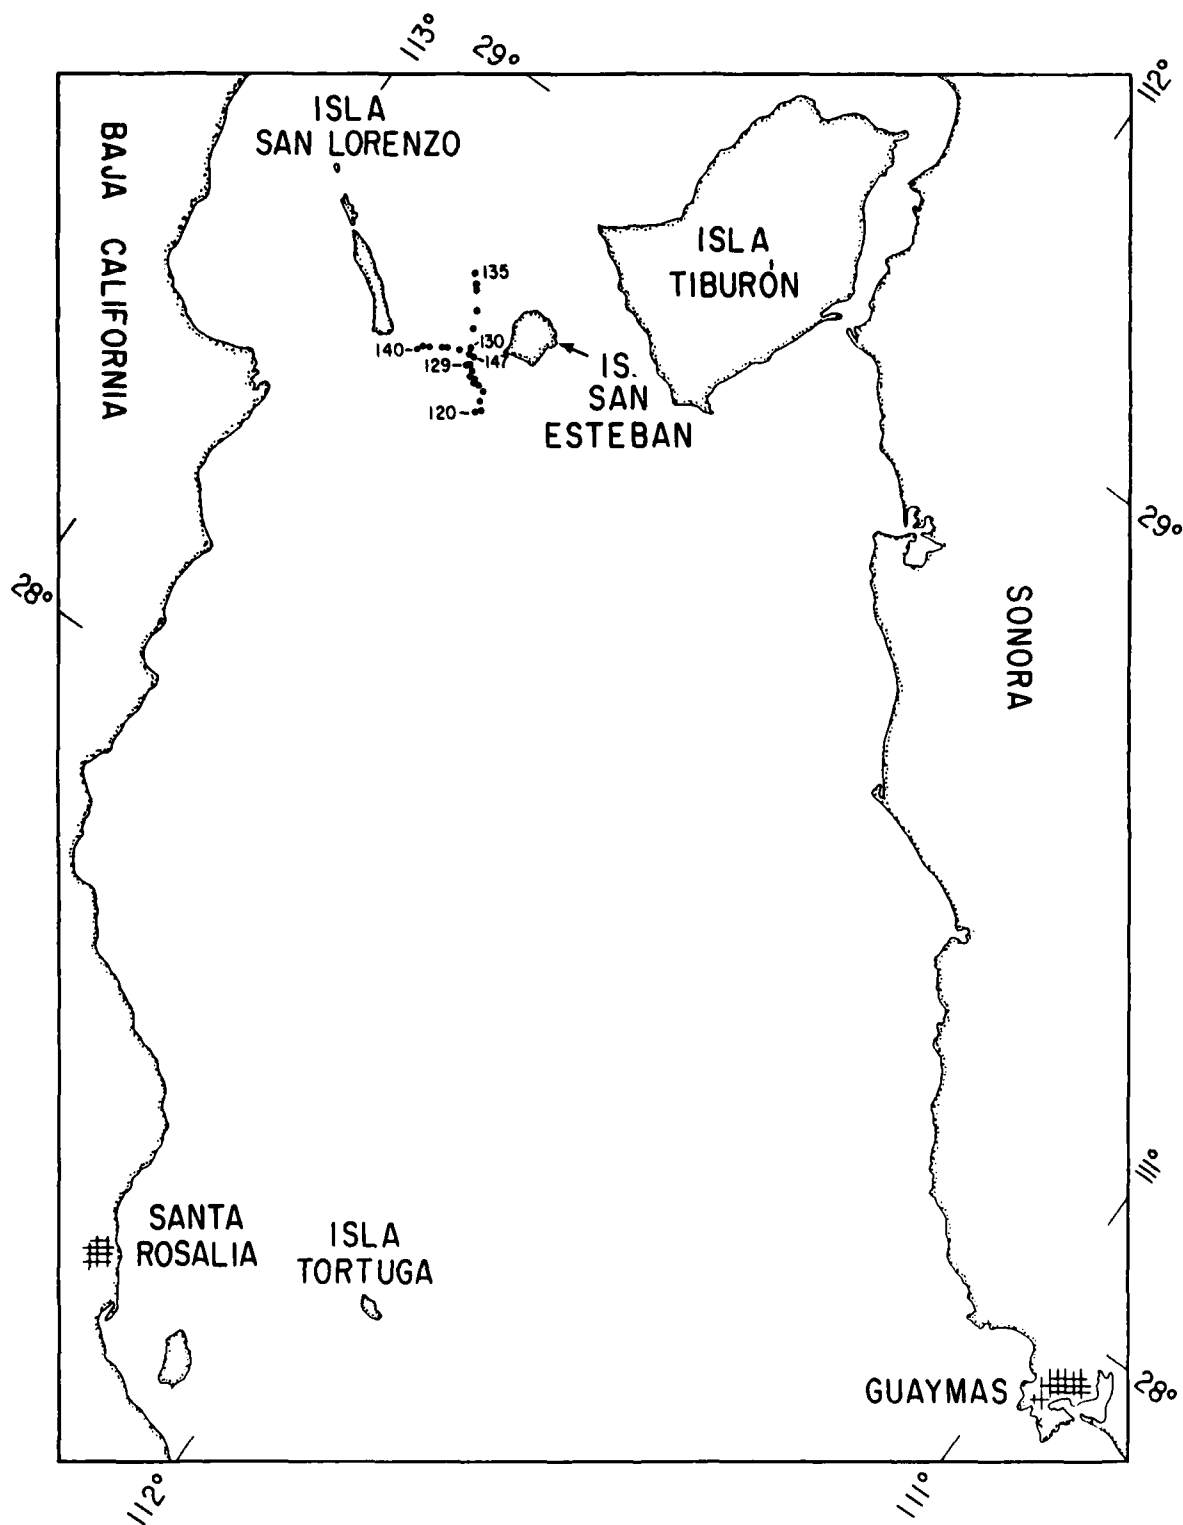 113°
29°
112°
ISLA
SAN LORENZO
BAJA CALIFORNIA
ISLA
TIBURÓN
135
130
140
147
129
120
IS.
SAN
ESTEBAN
29°
28°
SONORA
111°
SANTA
ROSALIA
ISLA
TORTUGA
GUAYMAS
28°
112°
111°